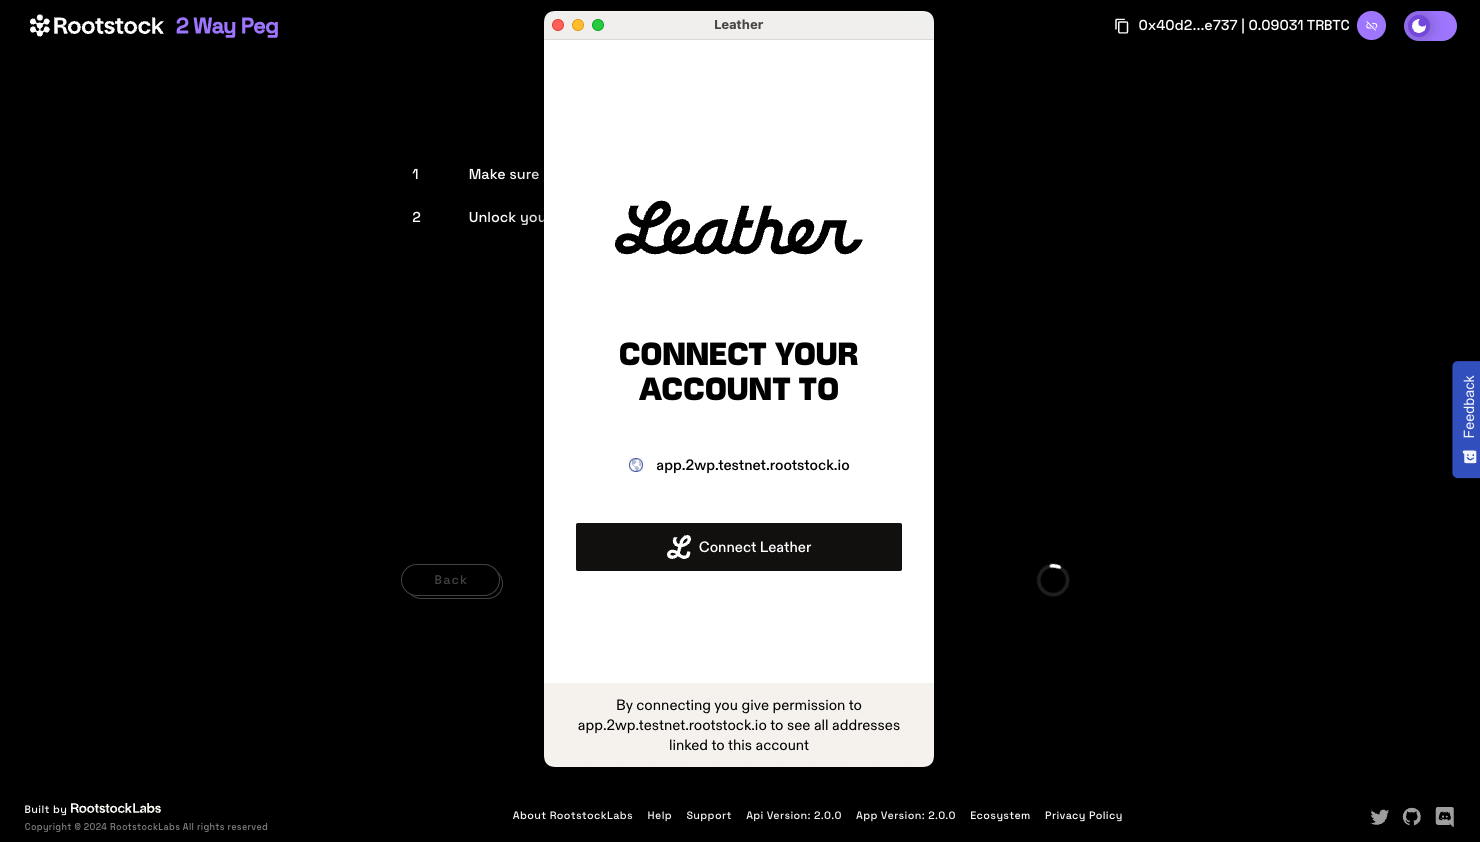 Rootstock 2 Way Peg
Leather
0x40d2...e737 | 0.09031 TRBTC
1 Make sure
2 Unlock you
Leather
CONNECT YOUR
ACCOUNT TO
app.2wp.testnet.rootstock.io
Connect Leather
Back
Feedback
By connecting you give permission to
app.2wp.testnet.rootstock.io to see all addresses
linked to this account
Built by RootstockLabs
Copyright © 2024 RootstockLabs All rights reserved
About RootstockLabs Help Support Api Version: 2.0.0 App Version: 2.0.0 Ecosystem Privacy Policy